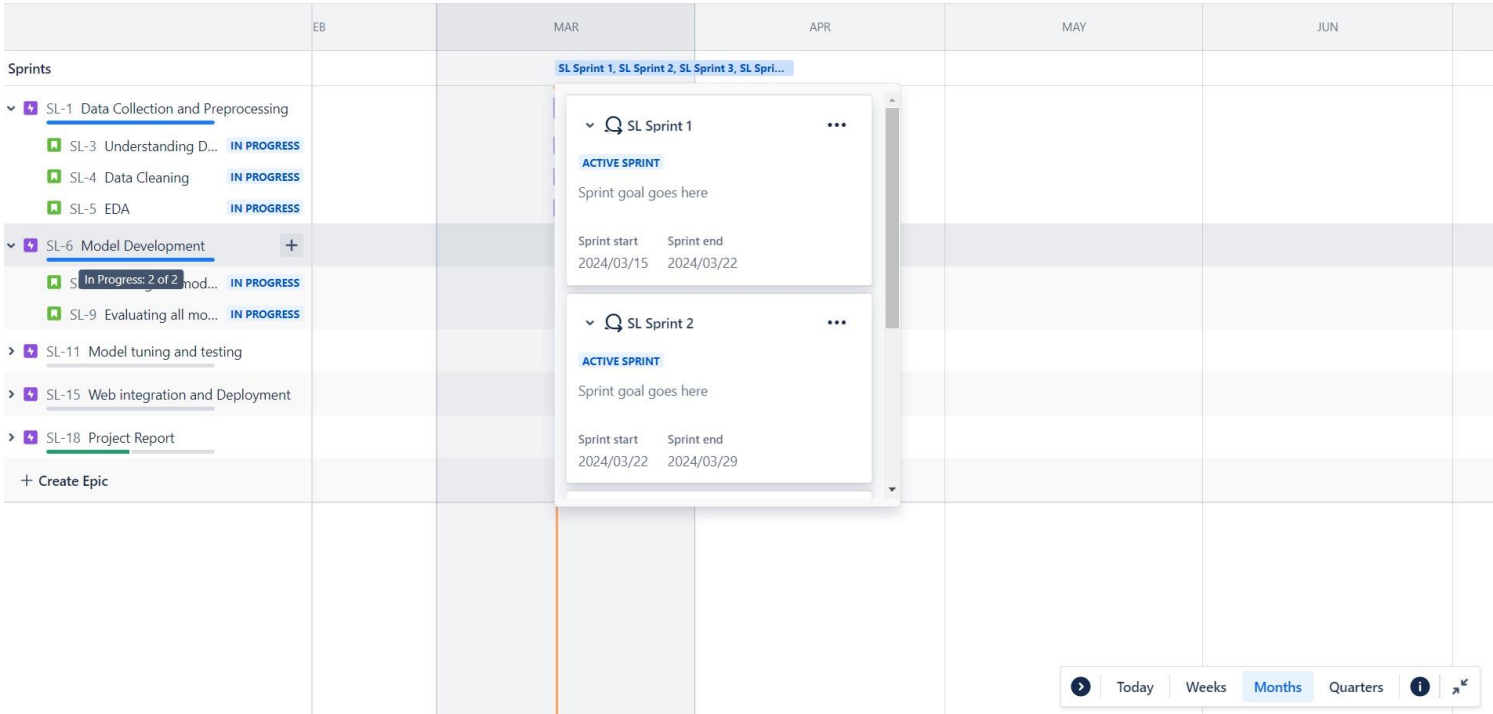 EB MAR APR MAY JUN
Sprints
SL Sprint 1, SL Sprint 2, SL Sprint 3, SL Spri...
SL-1 Data Collection and Preprocessing
SL-3 Understanding D... IN PROGRESS
SL-4 Data Cleaning IN PROGRESS
SL-5 EDA IN PROGRESS
SL-6 Model Development +
In Progress: 2 of 2
S mod... IN PROGRESS
SL-9 Evaluating all mo... IN PROGRESS
SL-11 Model tuning and testing
SL-15 Web integration and Deployment
SL-18 Project Report
+ Create Epic
SL Sprint 1 •••
ACTIVE SPRINT
Sprint goal goes here
Sprint start Sprint end
2024/03/15 2024/03/22
SL Sprint 2 •••
ACTIVE SPRINT
Sprint goal goes here
Sprint start Sprint end
2024/03/22 2024/03/29
Today Weeks Months Quarters